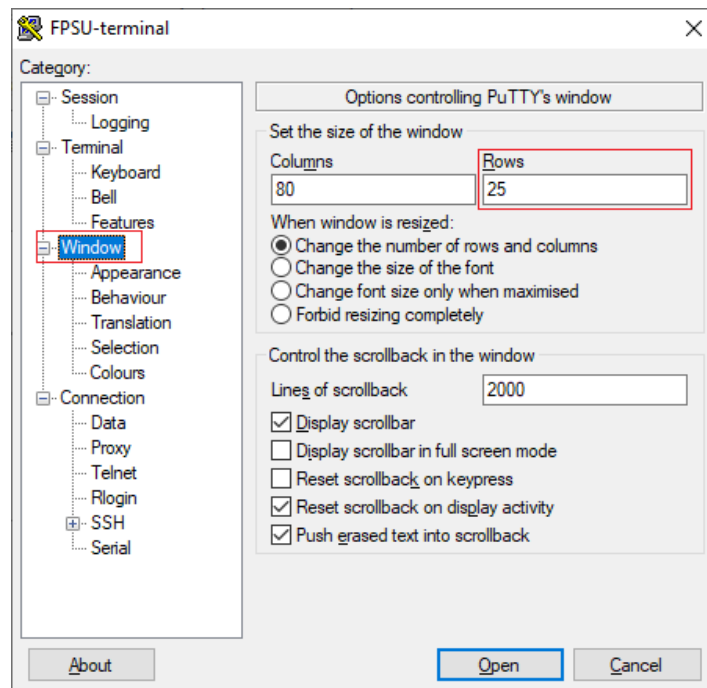 FPSU-terminal
Category:
Session
Logging
Terminal
Keyboard
Bell
Features
Window
Appearance
Behaviour
Translation
Selection
Colours
Connection
Data
Proxy
Telnet
Rlogin
SSH
Serial
Options controlling PuTTY's window
Set the size of the window
Columns Rows
80 25
When window is resized:
Change the number of rows and columns
Change the size of the font
Change font size only when maximised
Forbid resizing completely
Control the scrollback in the window
Lines of scrollback 2000
Display scrollbar
Display scrollbar in full screen mode
Reset scrollback on keypress
Reset scrollback on display activity
Push erased text into scrollback
About Open Cancel